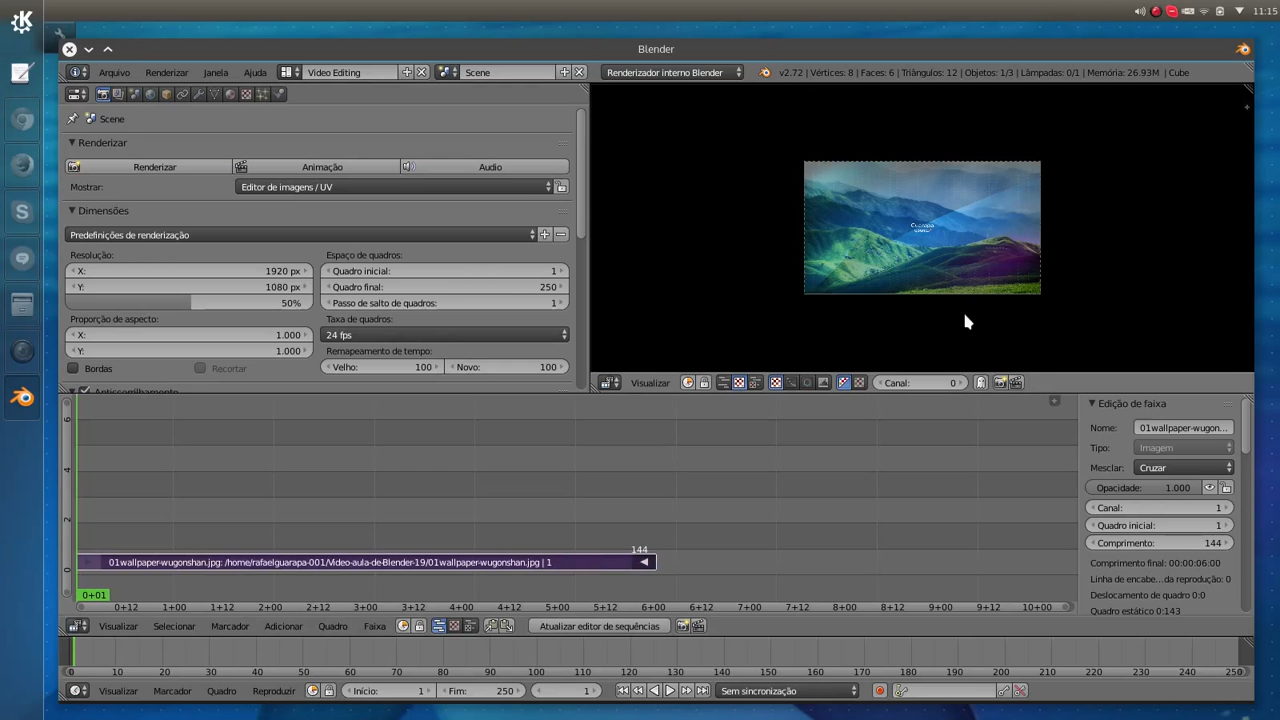 11:15
Blender
Arquivo Renderizar Janela Ajuda Video Editing Scene Renderizador interno Blender v2.72 | Vértices: 8 | Faces: 6 | Triângulos: 12 | Objetos: 1/3 | Lâmpadas: 0/1 | Memória: 26.93M | Cube
Scene
Renderizar
Renderizar Animação Audio
Mostrar: Editor de imagens / UV
Dimensões
Predefinições de renderização
Resolução: Espaço de quadros:
X: 1920 px Quadro inicial: 1
Y: 1080 px Quadro final: 250
50% Passo de salto de quadros: 1
Proporção de aspecto: Taxa de quadros:
X: 1.000 24 fps
Y: 1.000 Remapeamento de tempo:
Bordas Recortar Velho: 100 Novo: 100
Antisserrilhamento
Visualizar Canal: 0
Edição de faixa
Nome: 01wallpaper-wugon...
Tipo: Imagem
Mesclar: Cruzar
Opacidade: 1.000
Canal: 1
Quadro inicial: 1
Comprimento: 144
Comprimento final: 00:00:06:00
Linha de encabe...da reprodução: 0
Deslocamento de quadro 0:0
Quadro estático 0:143
6
4
2
0
144
01wallpaper-wugonshan.jpg: /home/rafaelguarapa-001/Video-aula-de-Blender-19/01wallpaper-wugonshan.jpg | 1
0+01
0+12 1+00 1+12 2+00 2+12 3+00 3+12 4+00 4+12 5+00 5+12 6+00 6+12 7+00 7+12 8+00 8+12 9+00 9+12 10+00
Visualizar Selecionar Marcador Adicionar Quadro Faixa Atualizar editor de sequências
0 10 20 30 40 50 60 70 80 90 100 110 120 130 140 150 160 170 180 190 200 210 220 230 240 250
Visualizar Marcador Quadro Reproduzir Início: 1 Fim: 250 1 Sem sincronização